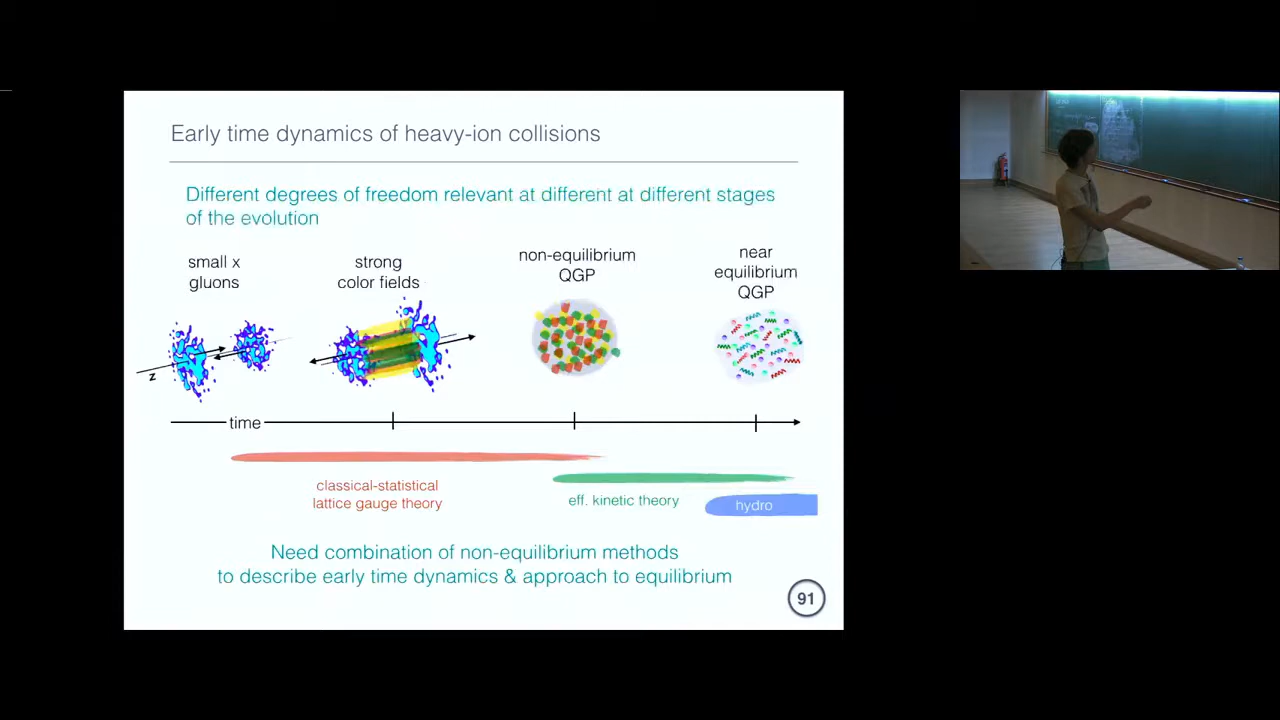 Early time dynamics of heavy-ion collisions
Different degrees of freedom relevant at different at different stages
of the evolution
small x
gluons
strong
color fields
non-equilibrium
QGP
near
equilibrium
QGP
z
time
classical-statistical
lattice gauge theory
eff. kinetic theory
hydro
Need combination of non-equilibrium methods
to describe early time dynamics & approach to equilibrium
91